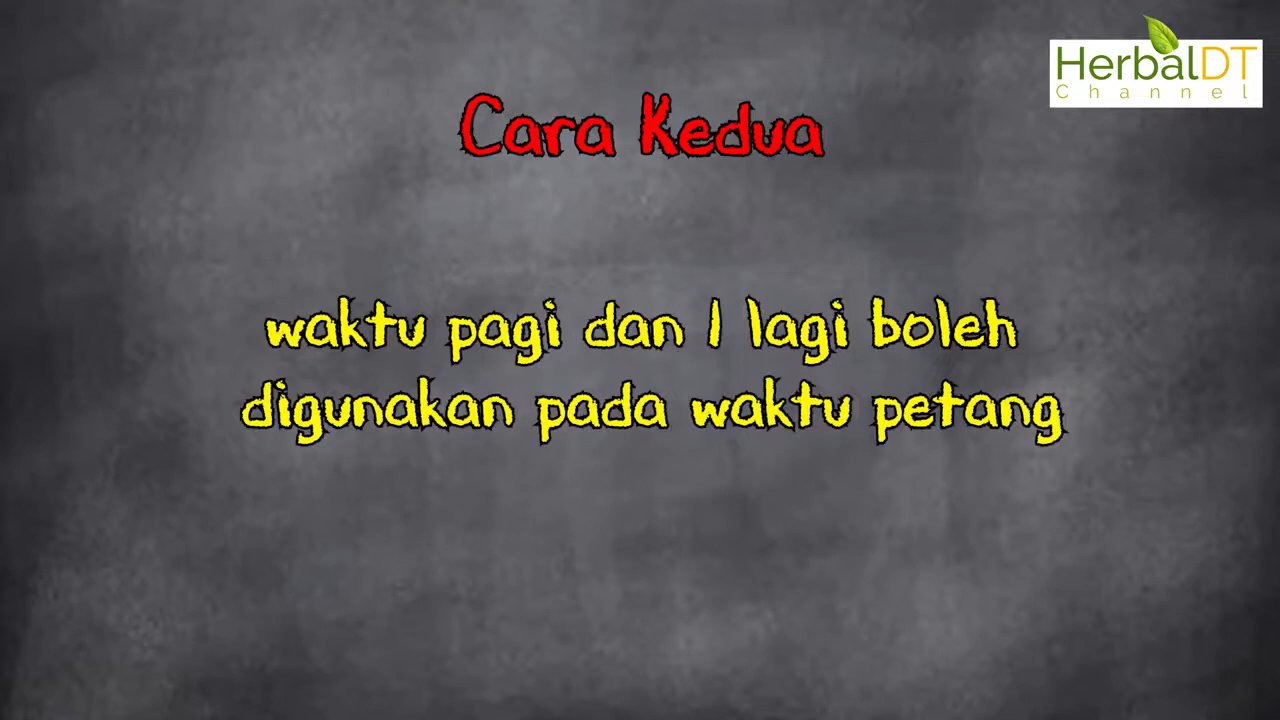 HerbalDT
Channel
Cara Kedua
waktu pagi dan 1 lagi boleh
digunakan pada waktu petang